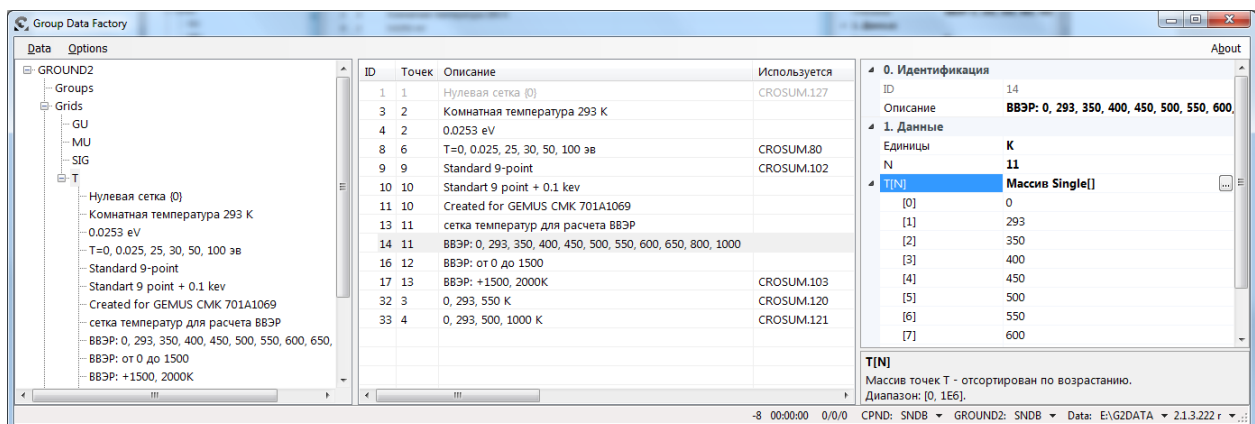 Group Data Factory
Data Options About
GROUND2
Groups
Grids
GU
MU
SIG
T
Нулевая сетка {0}
Комнатная температура 293 K
0.0253 eV
T=0, 0.025, 25, 30, 50, 100 эв
Standard 9-point
Standart 9 point + 0.1 kev
Created for GEMUS СМК 701A1069
сетка температур для расчета ВВЭР
ВВЭР: 0, 293, 350, 400, 450, 500, 550, 600, 650,
ВВЭР: от 0 до 1500
ВВЭР: +1500, 2000K
ID Точек Описание Используется
1 1 Нулевая сетка {0} CROSUM.127
3 2 Комнатная температура 293 K
4 2 0.0253 eV
8 6 T=0, 0.025, 25, 30, 50, 100 эв CROSUM.80
9 9 Standard 9-point CROSUM.102
10 10 Standart 9 point + 0.1 kev
11 10 Created for GEMUS СМК 701A1069
13 11 сетка температур для расчета ВВЭР
14 11 ВВЭР: 0, 293, 350, 400, 450, 500, 550, 600, 650, 800, 1000
16 12 ВВЭР: от 0 до 1500
17 13 ВВЭР: +1500, 2000K CROSUM.103
32 3 0, 293, 550 K CROSUM.120
33 4 0, 293, 500, 1000 K CROSUM.121
0. Идентификация
ID 14
Описание ВВЭР: 0, 293, 350, 400, 450, 500, 550, 600,
1. Данные
Единицы K
N 11
T[N] Массив Single[] ...
[0] 0
[1] 293
[2] 350
[3] 400
[4] 450
[5] 500
[6] 550
[7] 600
T[N]
Массив точек T - отсортирован по возрастанию.
Диапазон: [0, 1E6].
-8 00:00:00 0/0/0 CPND: SNDB GROUND2: SNDB Data: E:\G2DATA 2.1.3.222 r